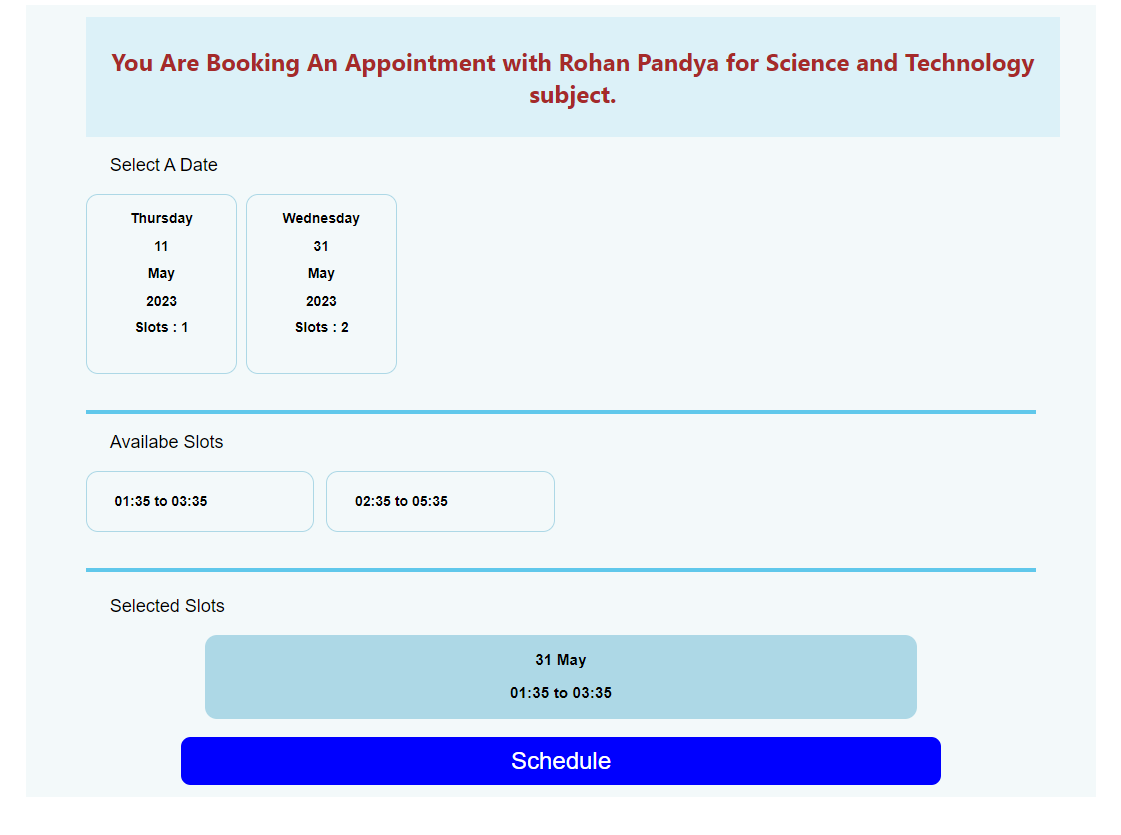 You Are Booking An Appointment with Rohan Pandya for Science and Technology
subject.
Select A Date
Thursday
11
May
2023
Slots : 1
Wednesday
31
May
2023
Slots : 2
Availabe Slots
01:35 to 03:35
02:35 to 05:35
Selected Slots
31 May
01:35 to 03:35
Schedule